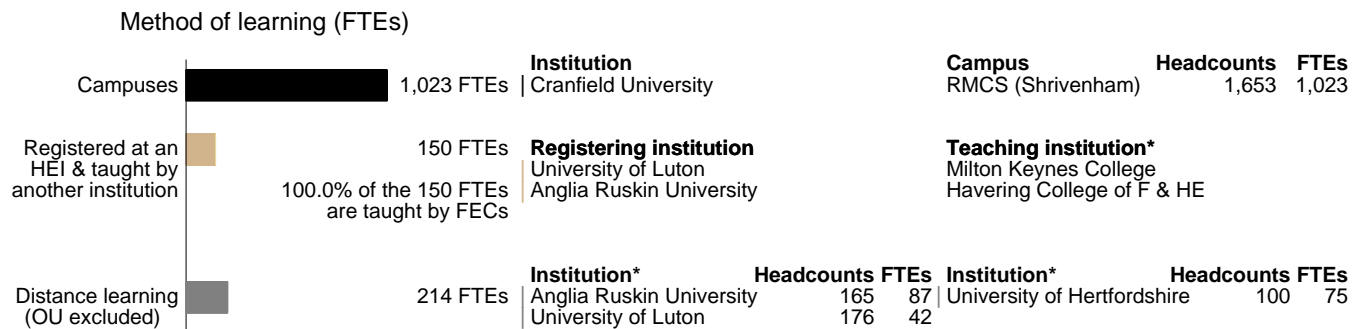 Method of learning (FTEs)
Institution Campus Headcounts FTEs
Campuses 1,023 FTEs Cranfield University RMCS (Shrivenham) 1,653 1,023
Registered at an 150 FTEs Registering institution Teaching institution*
HEI & taught by University of Luton Milton Keynes College
another institution 100.0% of the 150 FTEs Anglia Ruskin University Havering College of F & HE
are taught by FECs
Institution* Headcounts FTEs Institution* Headcounts FTEs
Distance learning 214 FTEs Anglia Ruskin University 165 87 University of Hertfordshire 100 75
(OU excluded) University of Luton 176 42